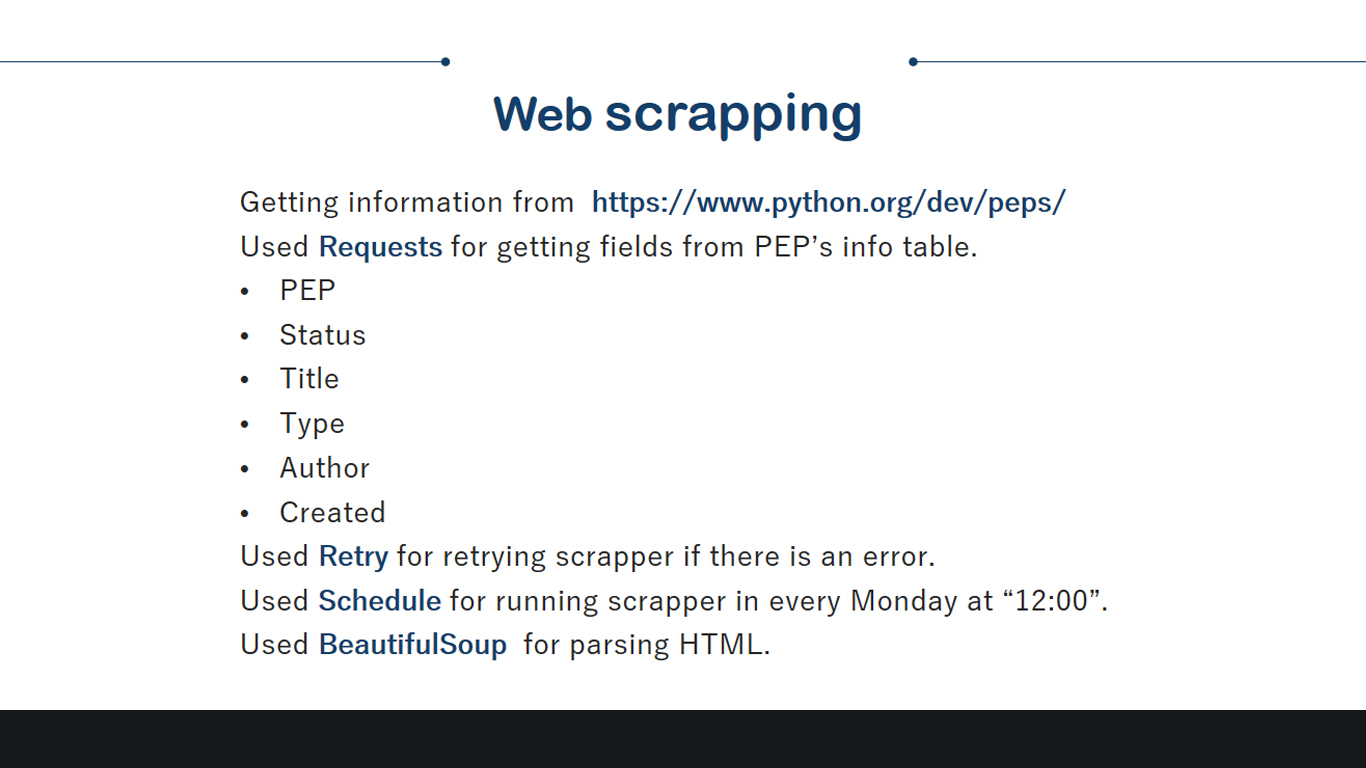 Web scrapping
Getting information from https://www.python.org/dev/peps/
Used Requests for getting fields from PEP’s info table.
• PEP
• Status
• Title
• Type
• Author
• Created
Used Retry for retrying scrapper if there is an error.
Used Schedule for running scrapper in every Monday at “12:00”.
Used BeautifulSoup for parsing HTML.